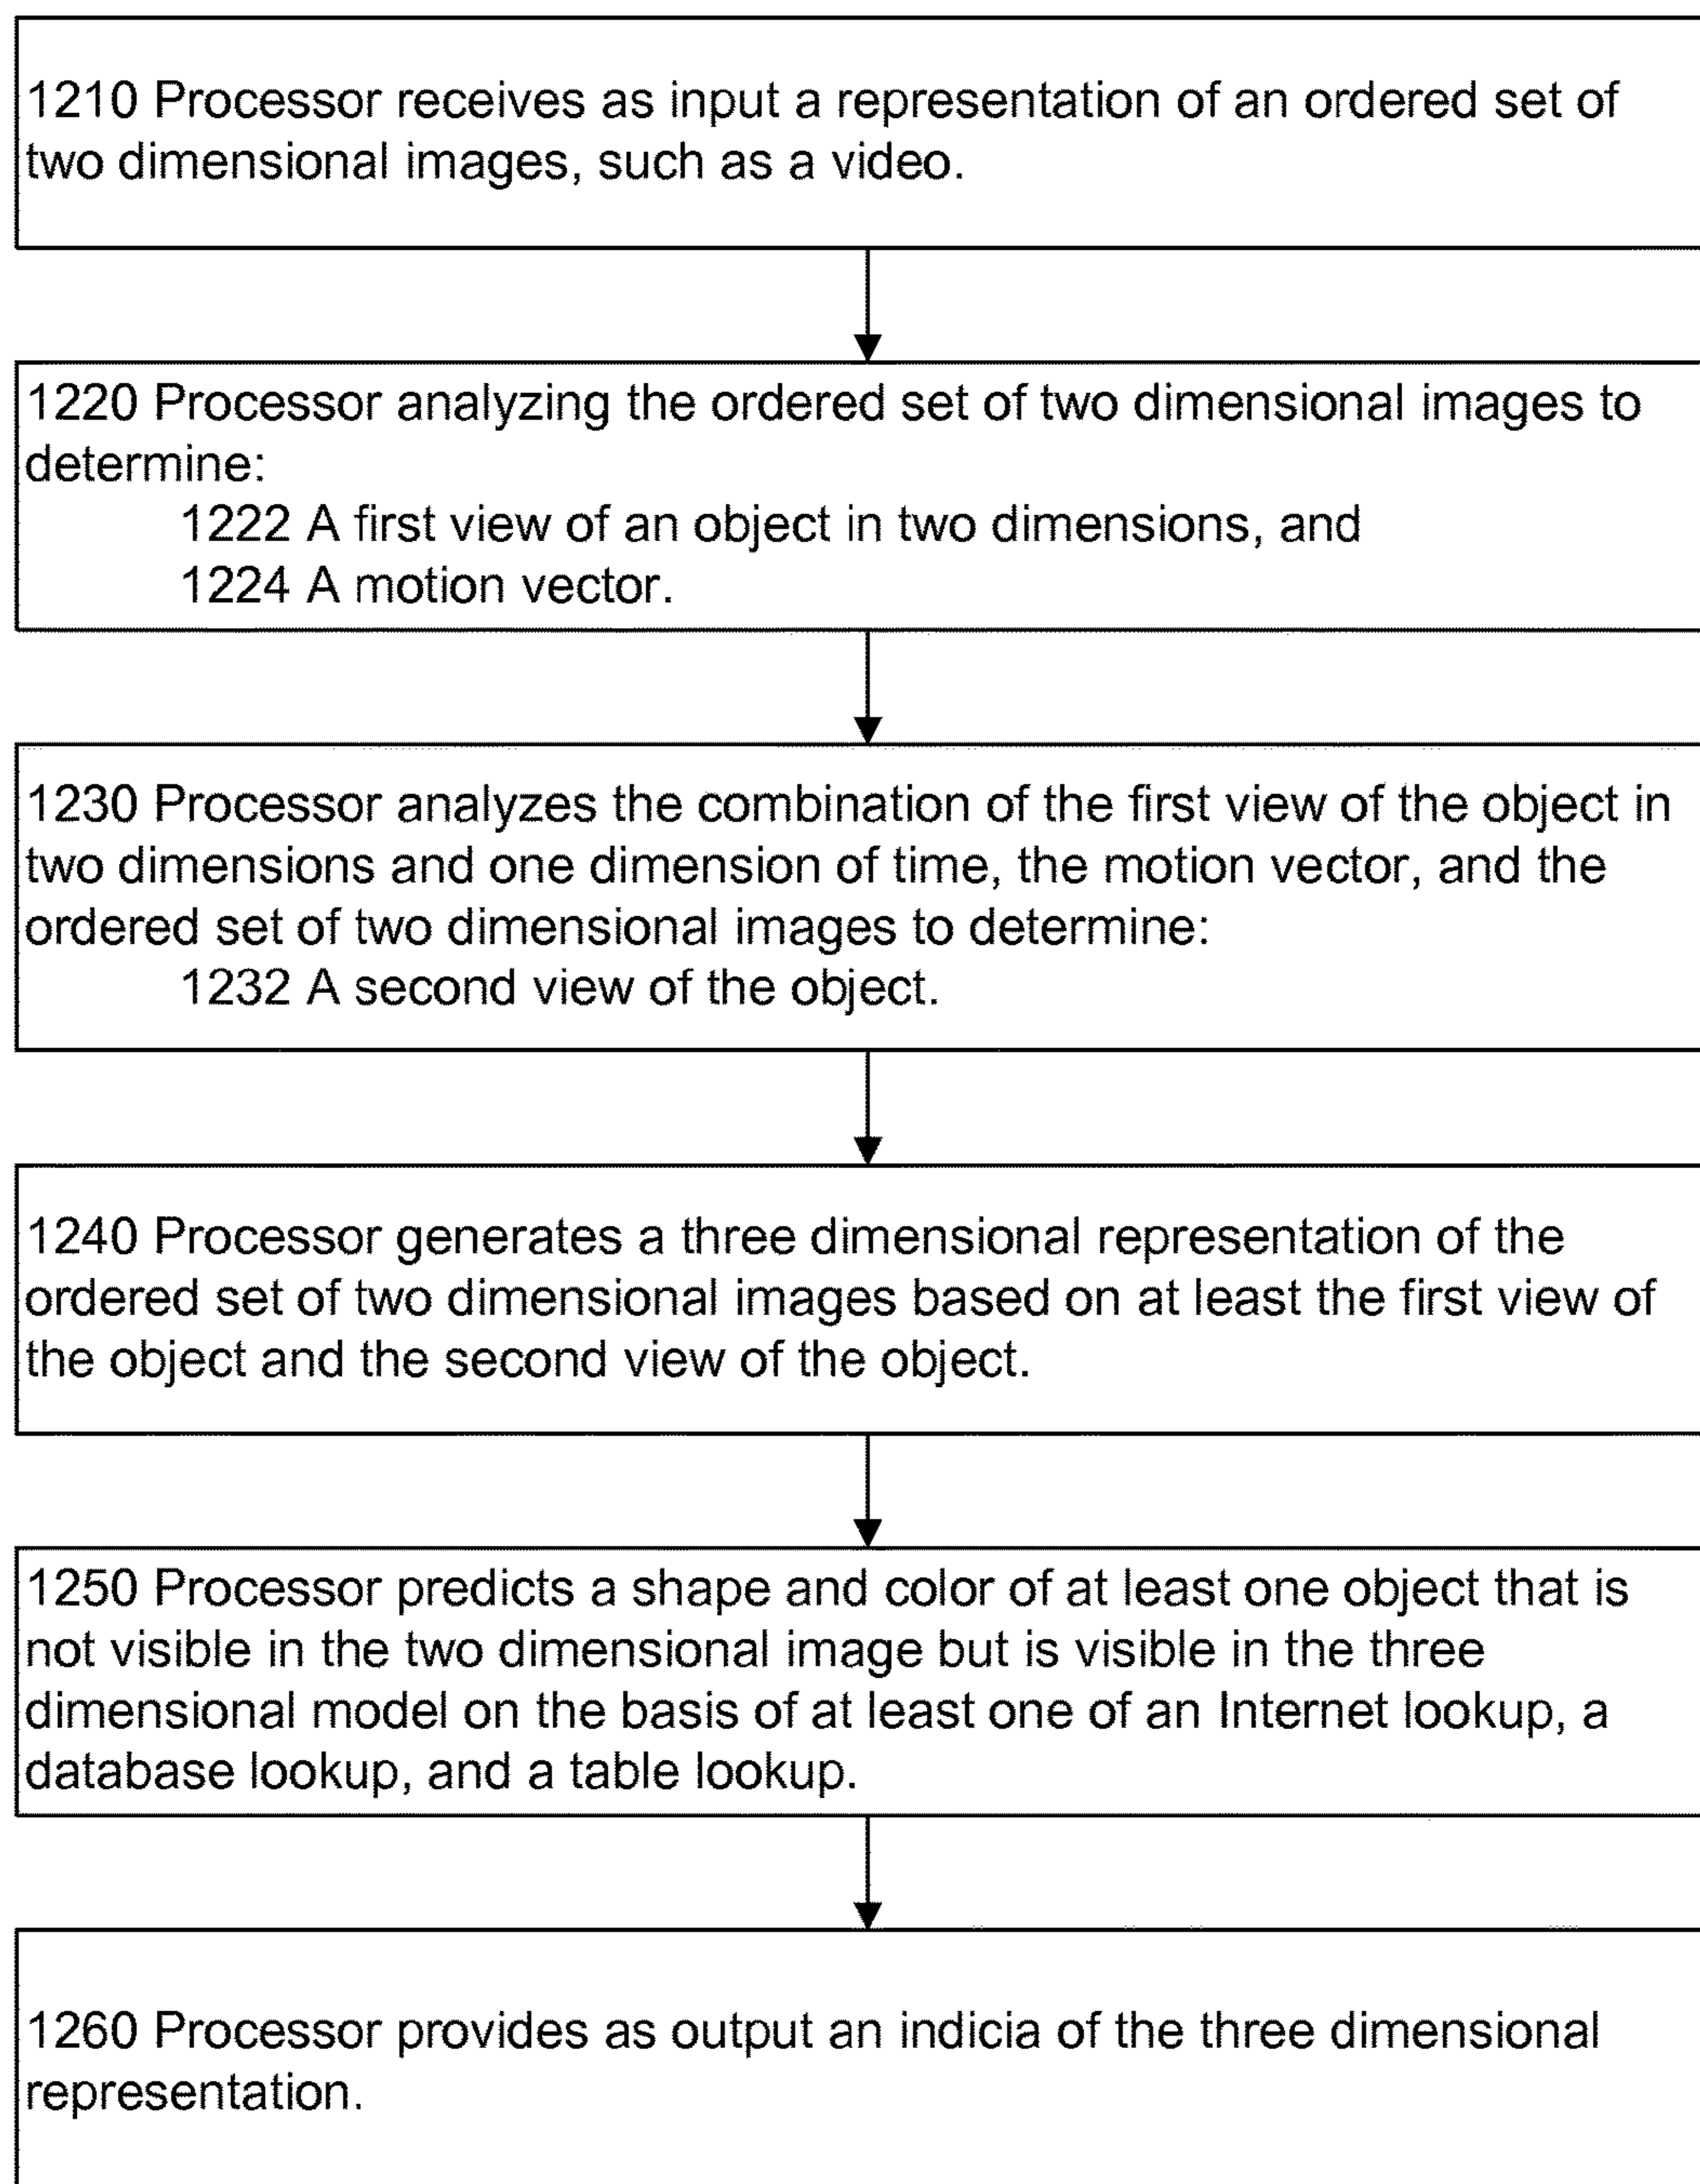 1210 Processor receives as input a representation of an ordered set of
two dimensional images, such as a video.
1220 Processor analyzing the ordered set of two dimensional images to
determine:
1222 A first view of an object in two dimensions, and
1224 A motion vector.
1230 Processor analyzes the combination of the first view of the object in
two dimensions and one dimension of time, the motion vector, and the
ordered set of two dimensional images to determine:
1232 A second view of the object.
1240 Processor generates a three dimensional representation of the
ordered set of two dimensional images based on at least the first view of
the object and the second view of the object.
1250 Processor predicts a shape and color of at least one object that is
not visible in the two dimensional image but is visible in the three
dimensional model on the basis of at least one of an Internet lookup, a
database lookup, and a table lookup.
1260 Processor provides as output an indicia of the three dimensional
representation.